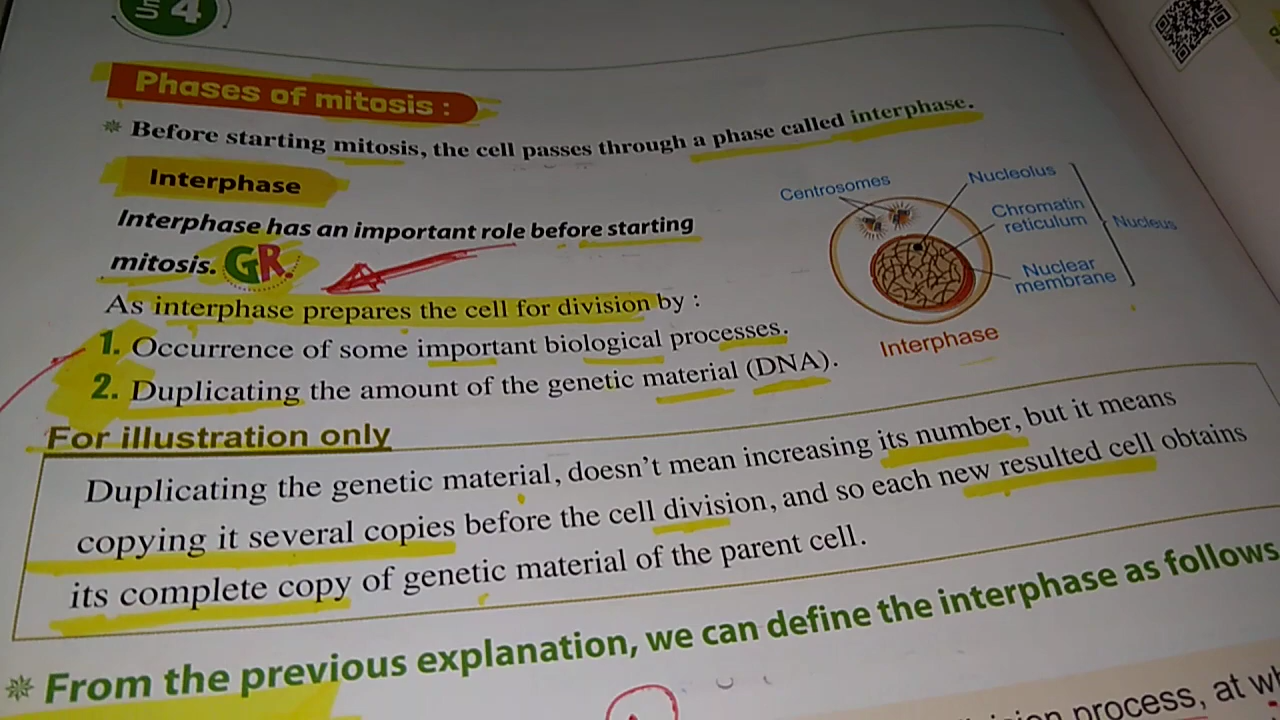 4
Phases of mitosis :
✵ Before starting mitosis, the cell passes through a phase called interphase.
Interphase
Interphase has an important role before starting
mitosis. GR.
As interphase prepares the cell for division by :
1. Occurrence of some important biological processes.
2. Duplicating the amount of the genetic material (DNA).
Centrosomes
Nucleolus
Chromatin
reticulum
Nucleus
Nuclear
membrane
Interphase
For illustration only
Duplicating the genetic material, doesn't mean increasing its number, but it means
copying it several copies before the cell division, and so each new resulted cell obtains
its complete copy of genetic material of the parent cell.
✵ From the previous explanation, we can define the interphase as follows
process, at